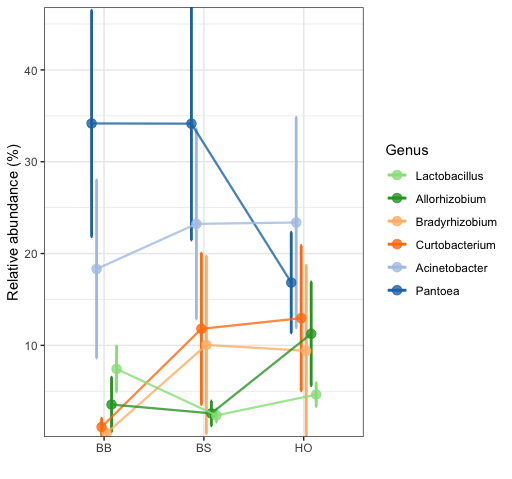 Relative abundance (%)
40
30
20
10
BB BS HO
Genus
Lactobacillus
Allorhizobium
Bradyrhizobium
Curtobacterium
Acinetobacter
Pantoea